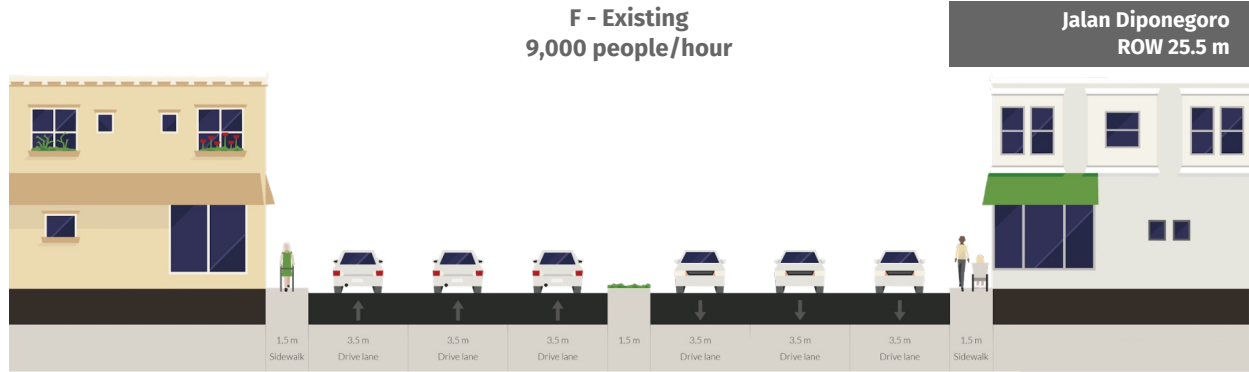 F - Existing
9,000 people/hour
Jalan Diponegoro
ROW 25.5 m
1,5 m
Sidewalk
3,5 m
Drive lane
3,5 m
Drive lane
3,5 m
Drive lane
1.5 m
3,5 m
Drive lane
3,5 m
Drive lane
3,5 m
Drive lane
1,5 m
Sidewalk